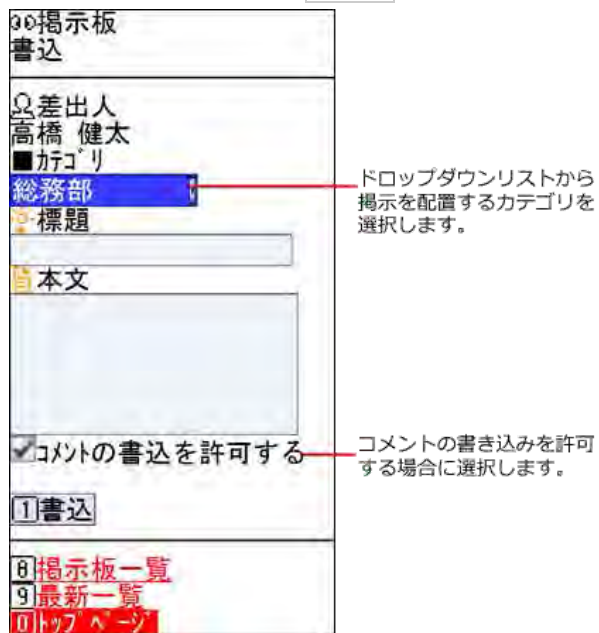 掲示板
書込
差出人
高橋 健太
■ｶﾃｺﾞﾘ
総務部
ドロップダウンリストから
掲示を配置するカテゴリを
選択します。
標題
本文
ｺﾒﾝﾄの書込を許可する
コメントの書き込みを許可
する場合に選択します。
1書込
8掲示板一覧
9最新一覧
0ﾄｯﾌﾟﾍﾟｰｼﾞ